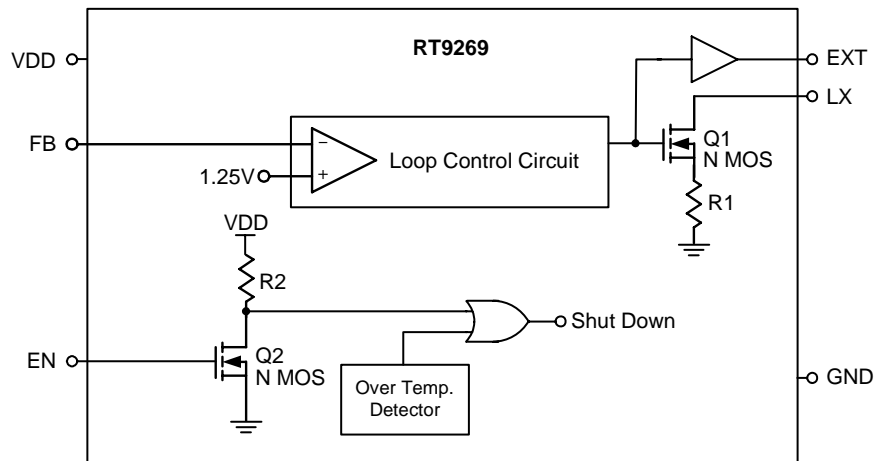 RT9269
VDD
EXT
LX
FB
−
Loop Control Circuit
Q1
N MOS
1.25V
+
R1
VDD
R2
Shut Down
EN
Q2
N MOS
Over Temp.
Detector
GND